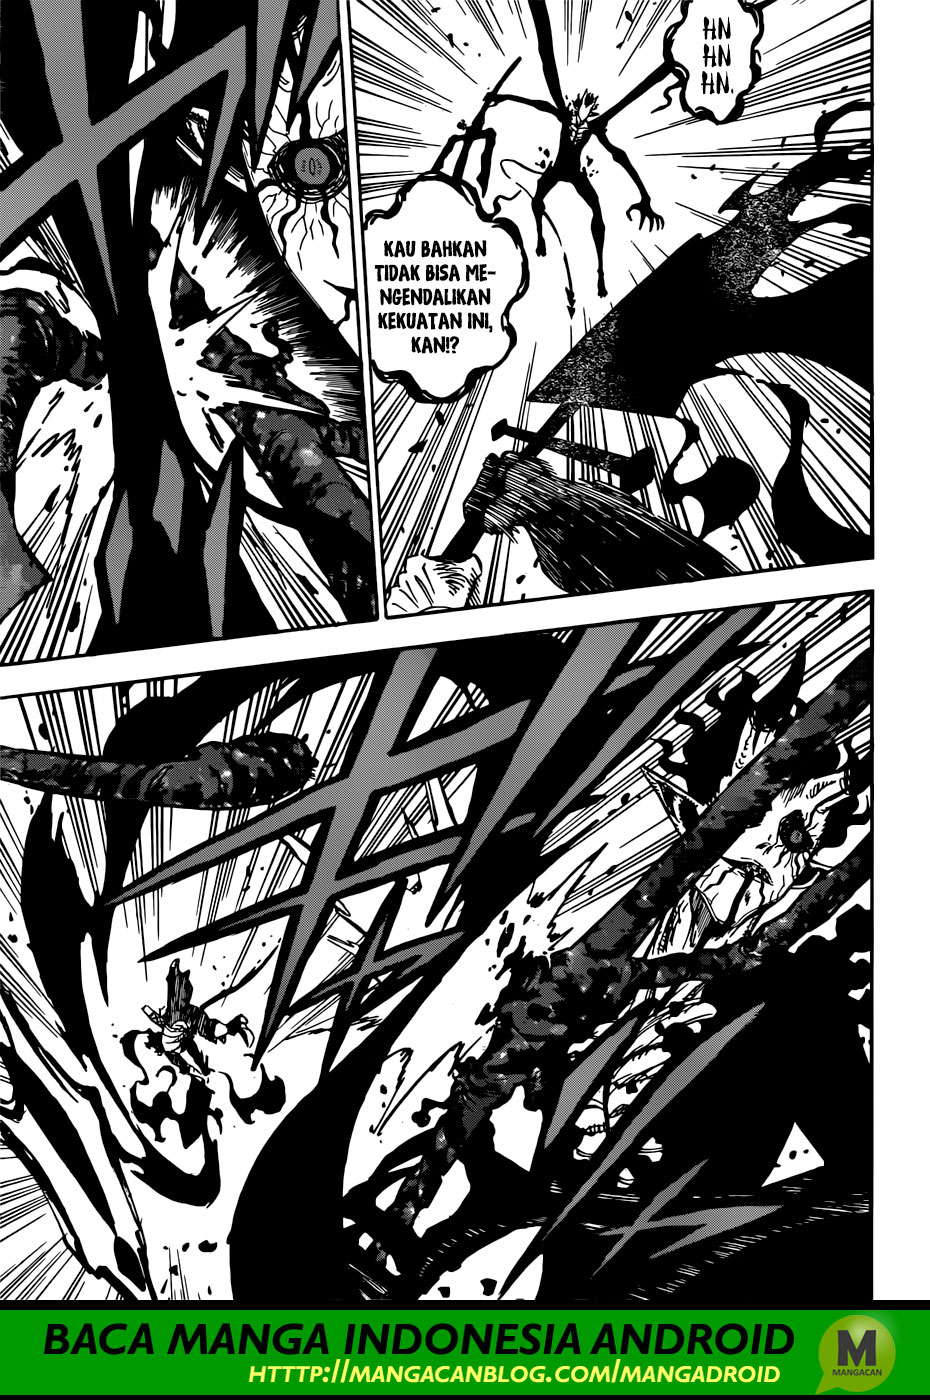 HN
HN
HN.
KAU BAHKAN
TIDAK BISA ME-
NGENDALIKAN
KEKUATAN INI,
KAN!?
BACA MANGA INDONESIA ANDROID
HTTTP://MANGACANBLOG.COM/MANGADROID
M
MANGACAN